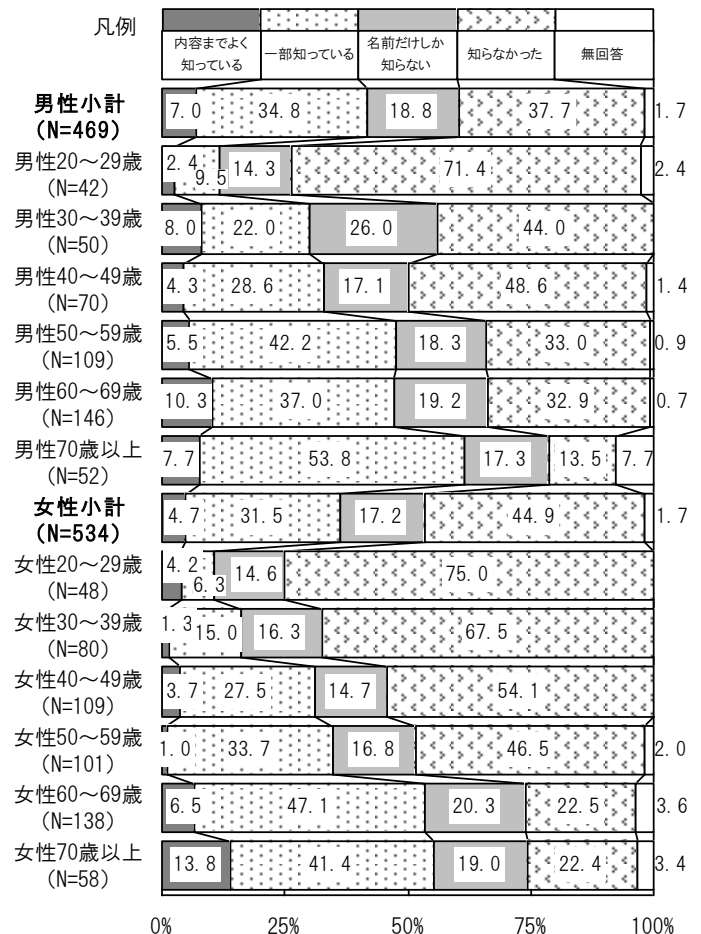 凡例
内容までよく
知っている
一部知っている
名前だけしか
知らない
知らなかった
無回答
男性小計
(N=469)
7.0 34.8 18.8 37.7 1.7
男性20～29歳
(N=42)
2.4 9.5 14.3 71.4 2.4
男性30～39歳
(N=50)
8.0 22.0 26.0 44.0
男性40～49歳
(N=70)
4.3 28.6 17.1 48.6 1.4
男性50～59歳
(N=109)
5.5 42.2 18.3 33.0 0.9
男性60～69歳
(N=146)
10.3 37.0 19.2 32.9 0.7
男性70歳以上
(N=52)
7.7 53.8 17.3 13.5 7.7
女性小計
(N=534)
4.7 31.5 17.2 44.9 1.7
女性20～29歳
(N=48)
4.2 6.3 14.6 75.0
女性30～39歳
(N=80)
1.3 15.0 16.3 67.5
女性40～49歳
(N=109)
3.7 27.5 14.7 54.1
女性50～59歳
(N=101)
1.0 33.7 16.8 46.5 2.0
女性60～69歳
(N=138)
6.5 47.1 20.3 22.5 3.6
女性70歳以上
(N=58)
13.8 41.4 19.0 22.4 3.4
0% 25% 50% 75% 100%